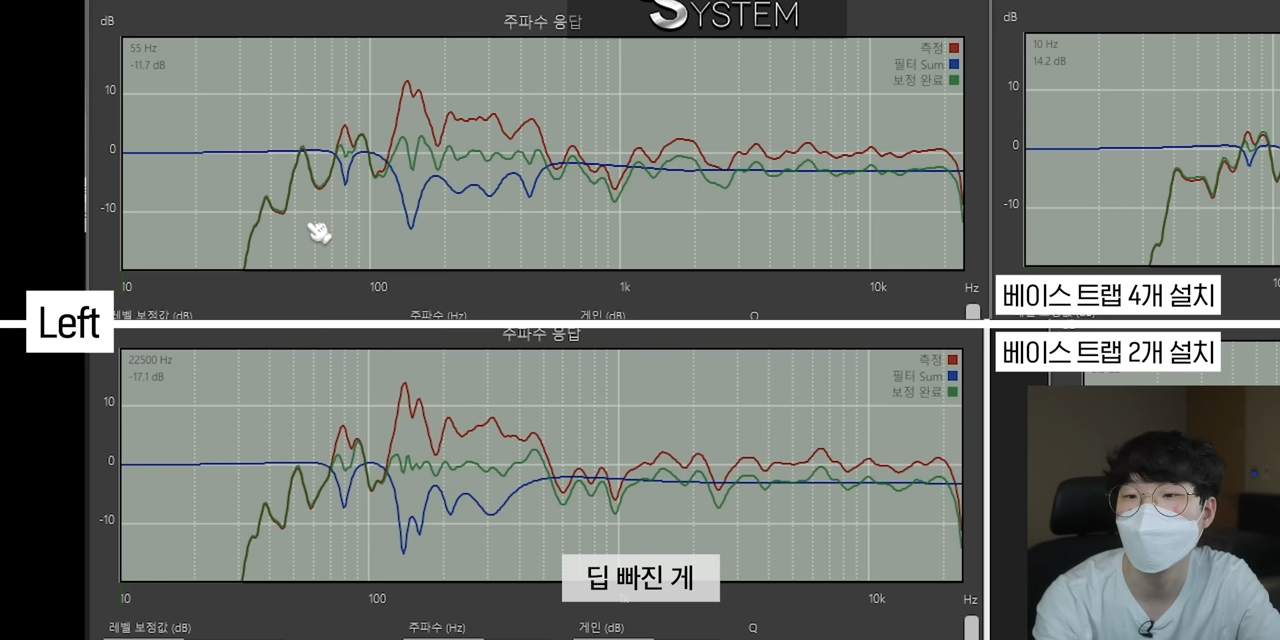 SYSTEM
dB
주파수 응답
55 Hz
-11.7 dB
측정
필터 Sum
보정 완료
10
0
-10
10
100
1k
10k
Hz
레벨 보정값 (dB)
주파수 (Hz)
게인 (dB)
Q
dB
10 Hz
14.2 dB
10
0
-10
베이스 트랩 4개 설치
Left
베이스 트랩 2개 설치
주파수 응답
22500 Hz
-17.1 dB
측정
필터 Sum
보정 완료
10
0
-10
딥 빠진 게
10
100
10k
Hz
레벨 보정값 (dB)
주파수 (Hz)
게인 (dB)
Q